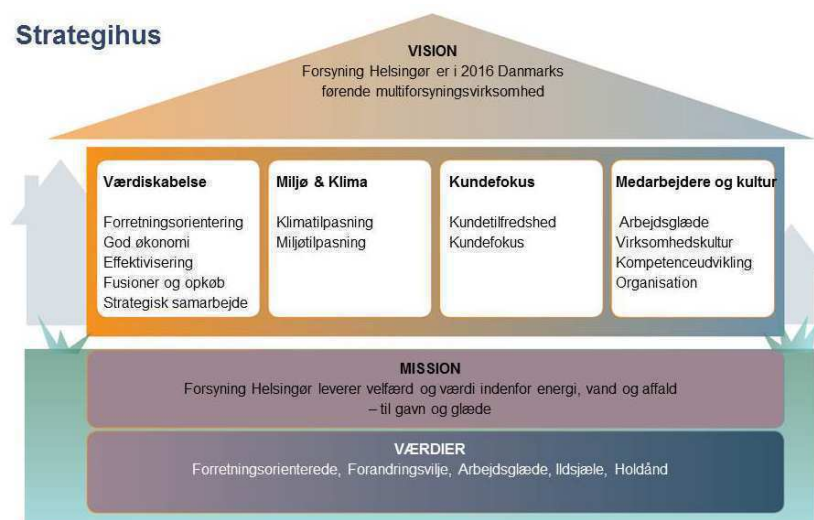 Strategihus
VISION
Forsyning Helsingør er i 2016 Danmarks
førende multiforsyningsvirksomhed
Værdiskabelse
Forretningsorientering
God økonomi
Effektivisering
Fusioner og opkøb
Strategisk samarbejde
Miljø & Klima
Klimatilpasning
Miljøtilpasning
Kundefokus
Kundetilfredshed
Kundefokus
Medarbejdere og kultur
Arbejdsglæde
Virksomhedskultur
Kompetenceudvikling
Organisation
MISSION
Forsyning Helsingør leverer velfærd og værdi indenfor energi, vand og affald
– til gavn og glæde
VÆRDIER
Forretningsorienterede, Forandringsvilje, Arbejdsglæde, Ildsjæle, Holdånd